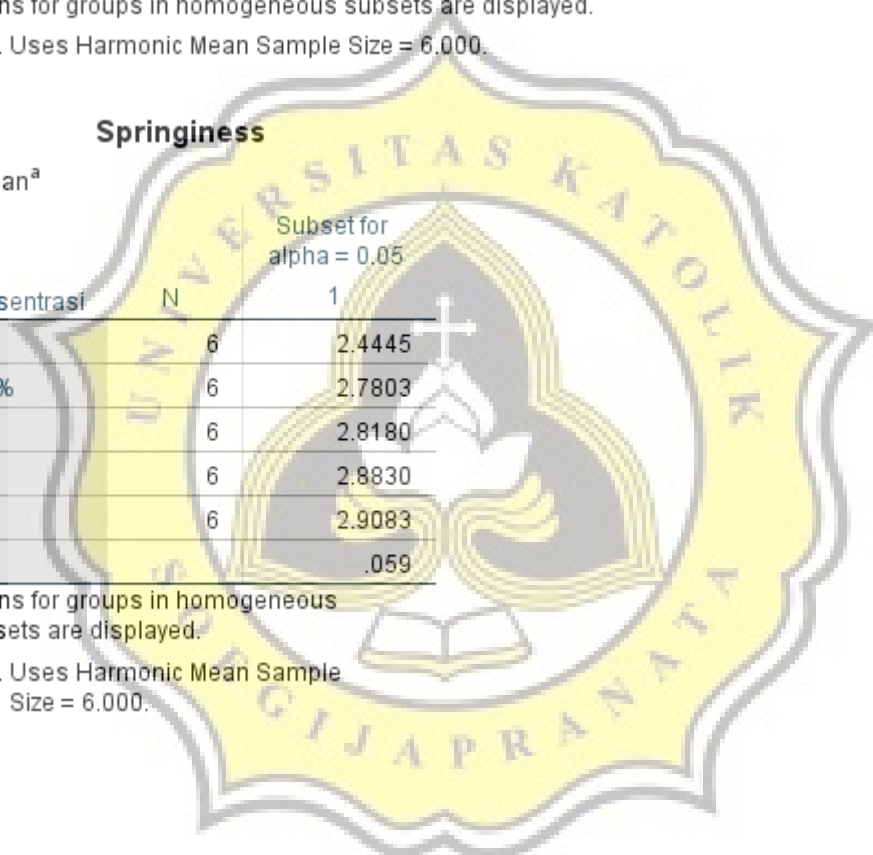 ns for groups in homogeneous subsets are displayed.
. Uses Harmonic Mean Sample Size = 6.000.
Springiness
an a
Subset for
alpha = 0.05
sentrasi N 1
6 2.4445
% 6 2.7803
6 2.8180
6 2.8830
6 2.9083
.059
ns for groups in homogeneous
sets are displayed.
. Uses Harmonic Mean Sample
Size = 6.000.
UNIVERSITAS KATOLIK
SOEGIJAPRANATA